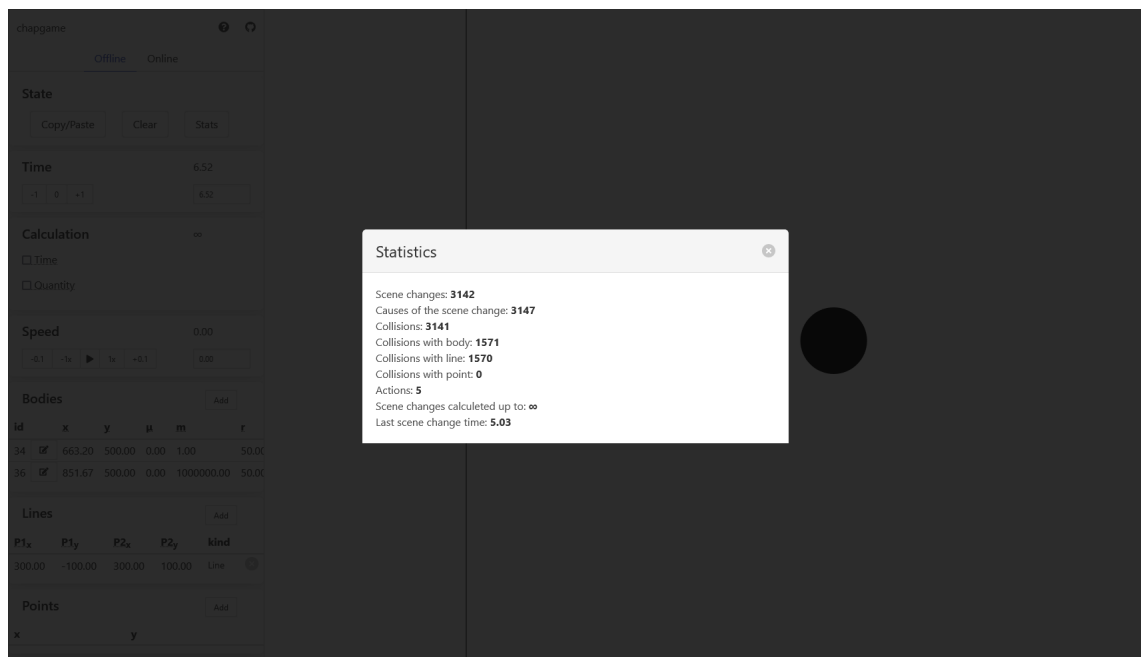 chapgame
Offline Online
State
Copy/Paste Clear Stats
Time 6.52
-1 0 +1 6.52
Calculation ∞
Time
Quantity
Speed 0.00
-0.1 -1x 1x +0.1 0.00
Bodies Add
id x y μ m r
34 663.20 500.00 0.00 1.00 50.00
36 851.67 500.00 0.00 1000000.00 50.00
Lines Add
P1x P1y P2x P2y kind
300.00 -100.00 300.00 100.00 Line
Points Add
x y
Statistics
Scene changes: 3142
Causes of the scene change: 3147
Collisions: 3141
Collisions with body: 1571
Collisions with line: 1570
Collisions with point: 0
Actions: 5
Scene changes calculeted up to: ∞
Last scene change time: 5.03